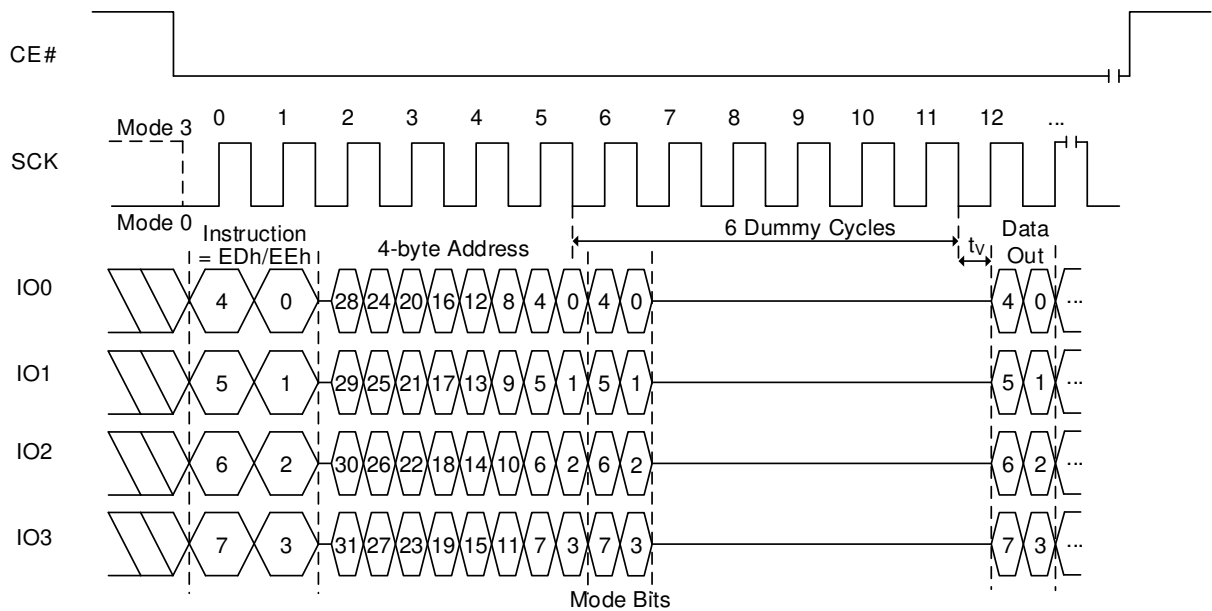 CE#
Mode 3
0 1 2 3 4 5 6 7 8 9 10 11 12 ...
SCK
Mode 0
Instruction
= EDh/EEh
4-byte Address
6 Dummy Cycles
tV
Data
Out
IO0 4 0 28 24 20 16 12 8 4 0 4 0 4 0 ...
IO1 5 1 29 25 21 17 13 9 5 1 5 1 5 1 ...
IO2 6 2 30 26 22 18 14 10 6 2 6 2 6 2 ...
IO3 7 3 31 27 23 19 15 11 7 3 7 3 7 3 ...
Mode Bits